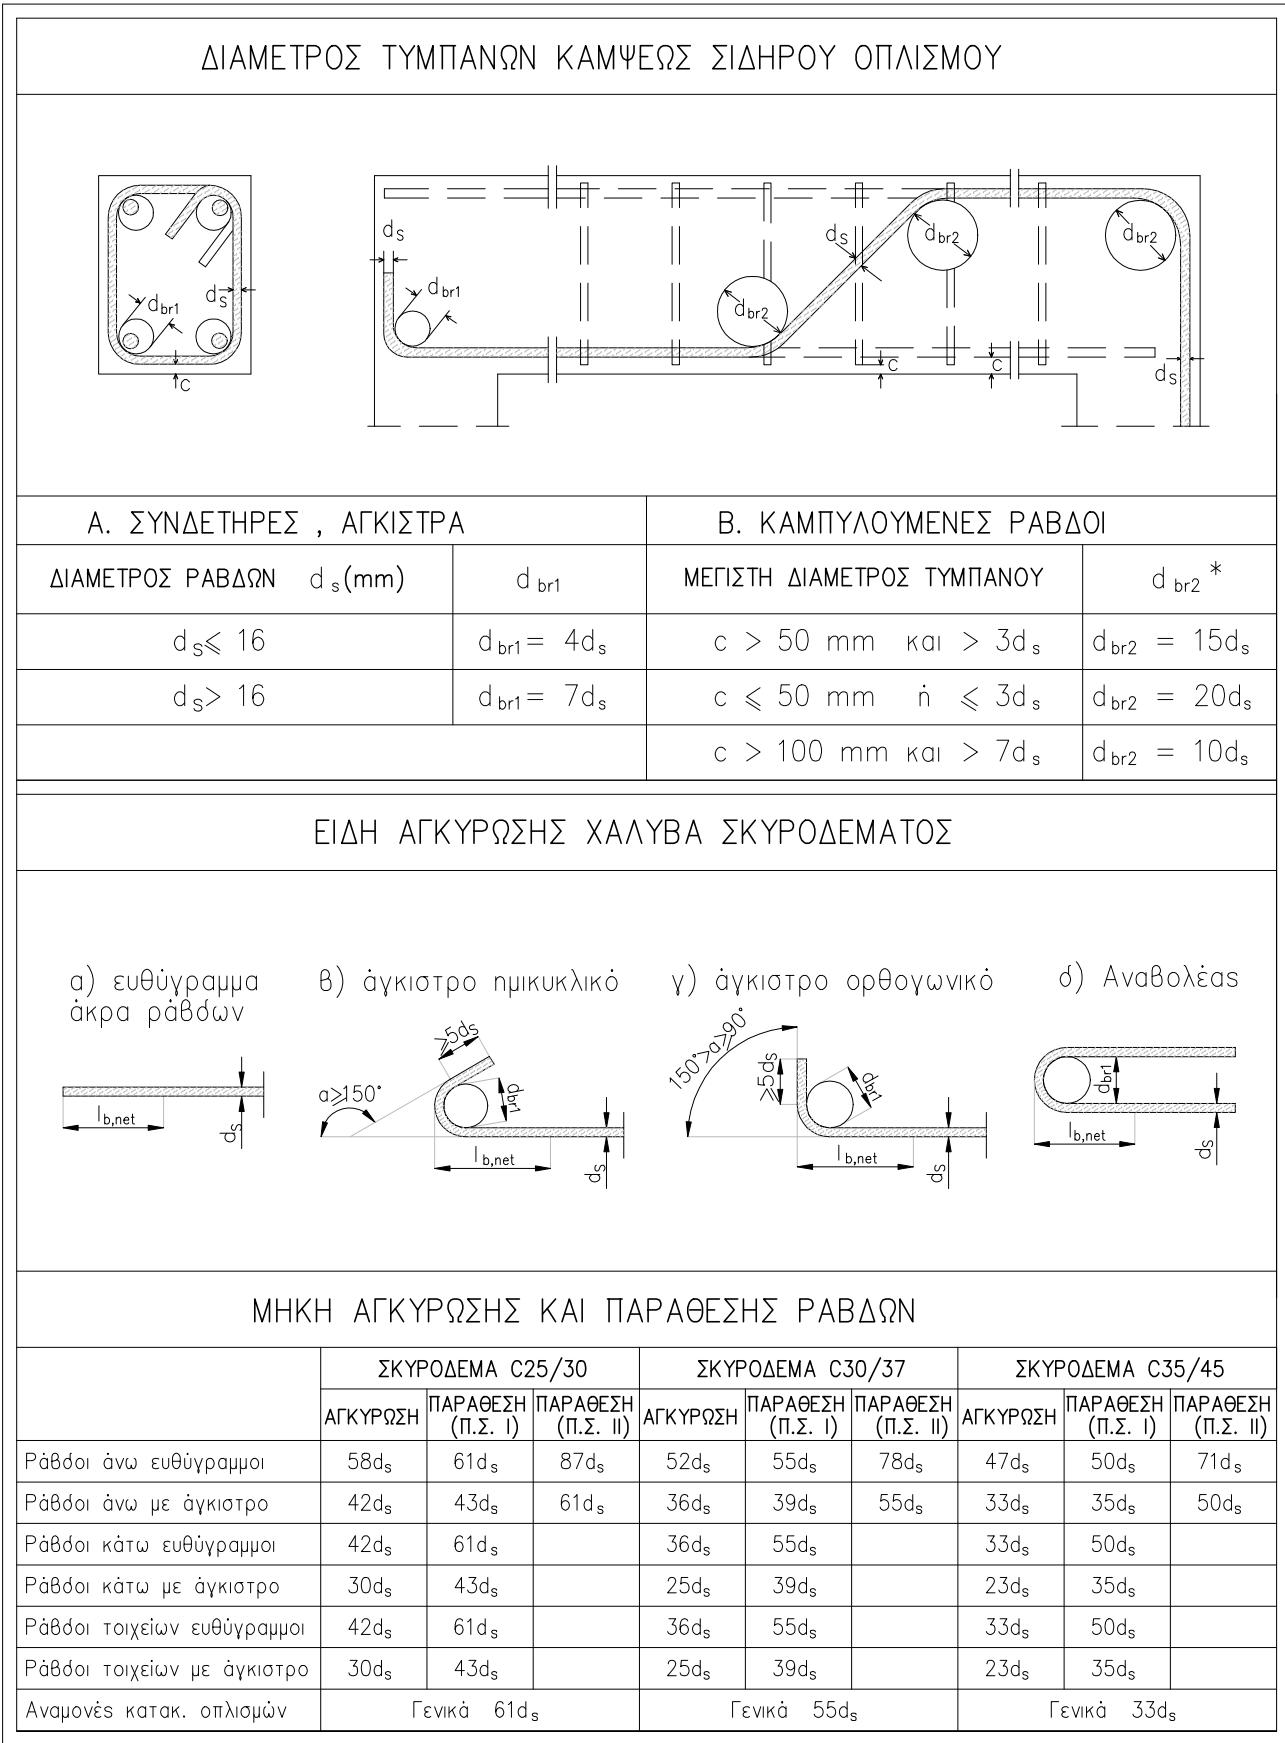 ΔΙΑΜΕΤΡΟΣ ΤΥΜΠΑΝΩΝ ΚΑΜΨΕΩΣ ΣΙΔΗΡΟΥ ΟΠΛΙΣΜΟΥ
ds
dbr1
c
ds
dbr1
dbr2
ds
dbr2
dbr2
c
c
ds
Α. ΣΥΝΔΕΤΗΡΕΣ , ΑΓΚΙΣΤΡΑ
Β. ΚΑΜΠΥΛΟΥΜΕΝΕΣ ΡΑΒΔΟΙ
ΔΙΑΜΕΤΡΟΣ ΡΑΒΔΩΝ ds(mm)
dbr1
ΜΕΓΙΣΤΗ ΔΙΑΜΕΤΡΟΣ ΤΥΜΠΑΝΟΥ
dbr2*
ds⩽ 16
dbr1= 4ds
c > 50 mm και > 3ds
dbr2 = 15ds
ds> 16
dbr1= 7ds
c ⩽ 50 mm ή ⩽ 3ds
dbr2 = 20ds
c > 100 mm και > 7ds
dbr2 = 10ds
ΕΙΔΗ ΑΓΚΥΡΩΣΗΣ ΧΑΛΥΒΑ ΣΚΥΡΟΔΕΜΑΤΟΣ
α) ευθύγραμμα
άκρα ράβδων
lb,net
ds
β) άγκιστρο ημικυκλικό
⩾5ds
α⩾150°
dbr1
lb,net
ds
γ) άγκιστρο ορθογωνικό
150°>α⩾90°
⩾5ds
dbr1
lb,net
ds
δ) Αναβολέας
dbr1
lb,net
ds
ΜΗΚΗ ΑΓΚΥΡΩΣΗΣ ΚΑΙ ΠΑΡΑΘΕΣΗΣ ΡΑΒΔΩΝ
ΣΚΥΡΟΔΕΜΑ C25/30
ΣΚΥΡΟΔΕΜΑ C30/37
ΣΚΥΡΟΔΕΜΑ C35/45
ΑΓΚΥΡΩΣΗ
ΠΑΡΑΘΕΣΗ
(Π.Σ. Ι)
ΠΑΡΑΘΕΣΗ
(Π.Σ. ΙΙ)
ΑΓΚΥΡΩΣΗ
ΠΑΡΑΘΕΣΗ
(Π.Σ. Ι)
ΠΑΡΑΘΕΣΗ
(Π.Σ. ΙΙ)
ΑΓΚΥΡΩΣΗ
ΠΑΡΑΘΕΣΗ
(Π.Σ. Ι)
ΠΑΡΑΘΕΣΗ
(Π.Σ. ΙΙ)
Ράβδοι άνω ευθύγραμμοι 58ds 61ds 87ds 52ds 55ds 78ds 47ds 50ds 71ds
Ράβδοι άνω με άγκιστρο 42ds 43ds 61ds 36ds 39ds 55ds 33ds 35ds 50ds
Ράβδοι κάτω ευθύγραμμοι 42ds 61ds 36ds 55ds 33ds 50ds
Ράβδοι κάτω με άγκιστρο 30ds 43ds 25ds 39ds 23ds 35ds
Ράβδοι τοιχείων ευθύγραμμοι 42ds 61ds 36ds 55ds 33ds 50ds
Ράβδοι τοιχείων με άγκιστρο 30ds 43ds 25ds 39ds 23ds 35ds
Αναμονές κατακ. οπλισμών Γενικά 61ds Γενικά 55ds Γενικά 33ds